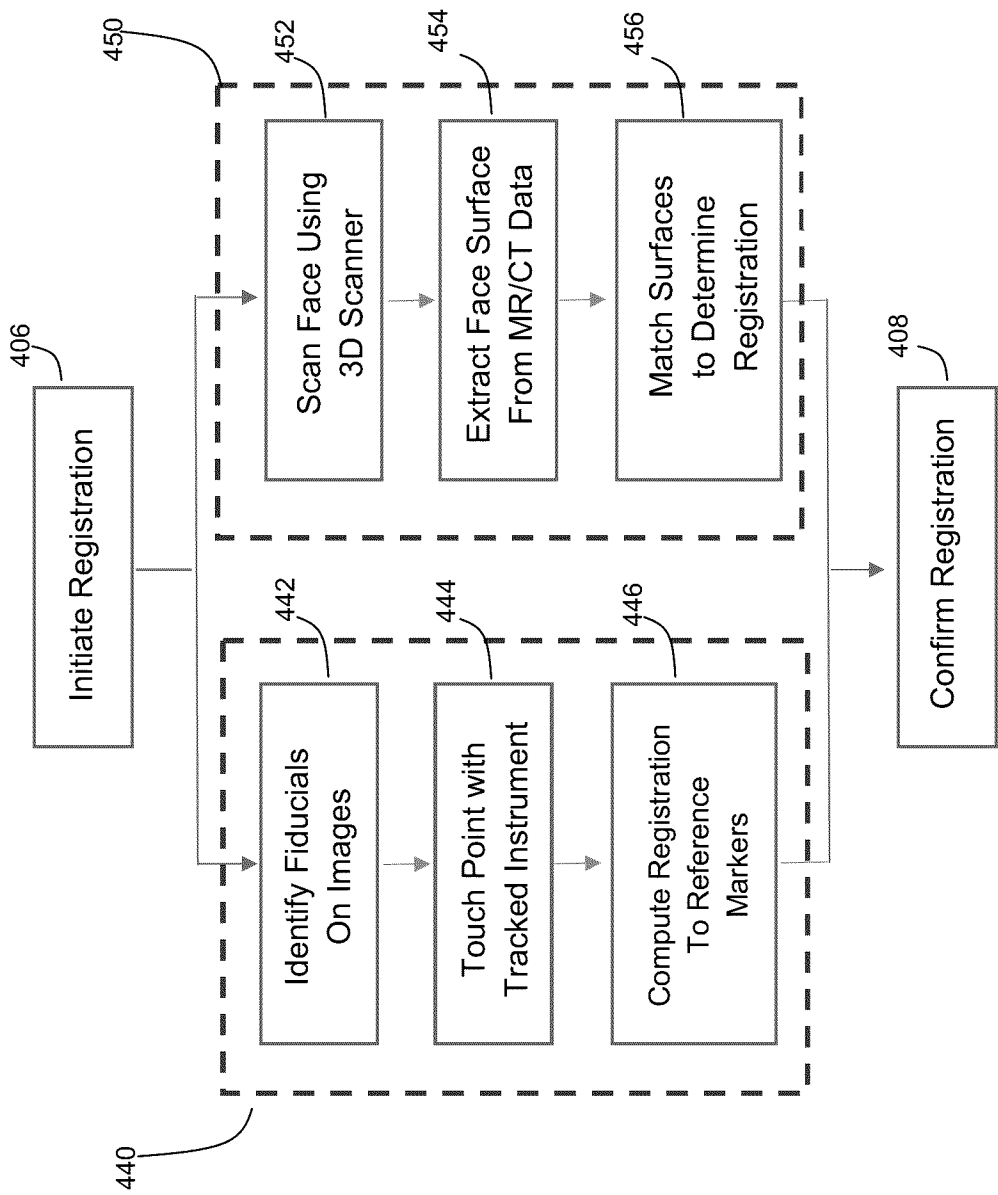 406
Initiate Registration
440
442
Identify Fiducials
On Images
444
Touch Point with
Tracked Instrument
446
Compute Registration
To Reference
Markers
450
452
Scan Face Using
3D Scanner
454
Extract Face Surface
From MR/CT Data
456
Match Surfaces
to Determine
Registration
408
Confirm Registration